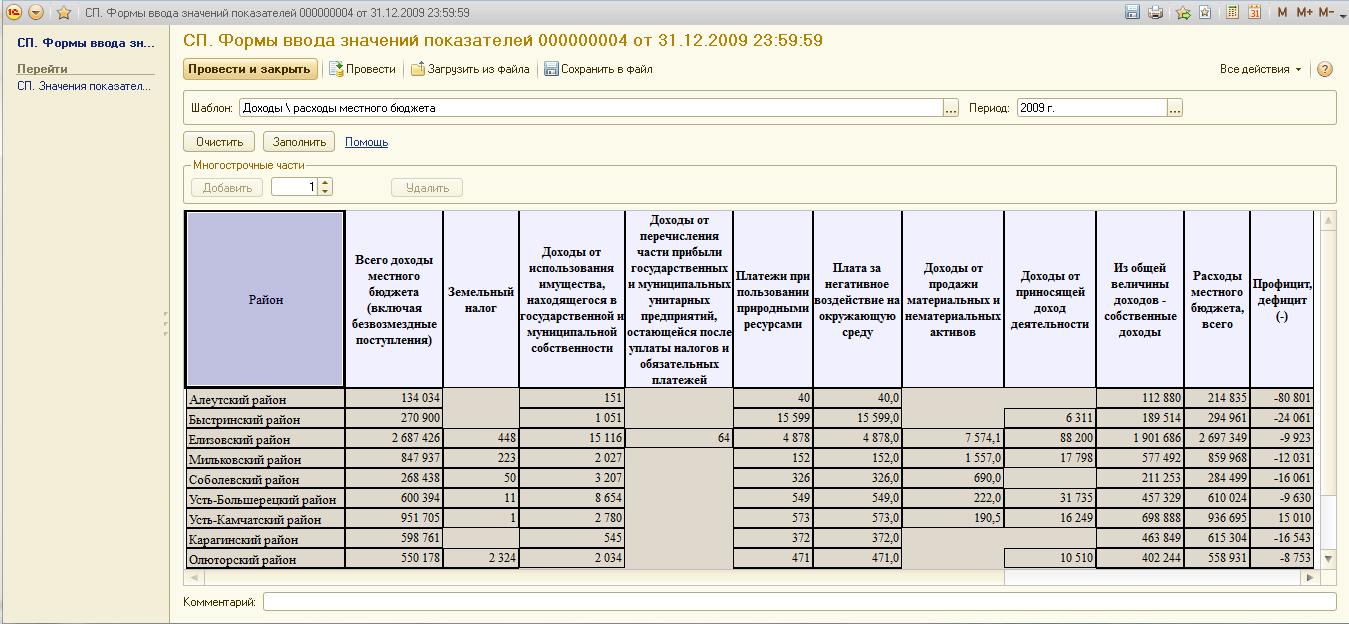 СП. Формы ввода значений показателей 000000004 от 31.12.2009 23:59:59
M M+ M-
СП. Формы ввода зн...
Перейти
СП. Значения показател...
СП. Формы ввода значений показателей 000000004 от 31.12.2009 23:59:59
Провести и закрыть Провести Загрузить из файла Сохранить в файл Все действия
Шаблон: Доходы \ расходы местного бюджета ... Период: 2009 г. ...
Очистить Заполнить Помощь
Многострочные части
Добавить 1 Удалить
Район
Всего доходы
местного
бюджета
(включая
безвозмездные
поступления)
Земельный
налог
Доходы от
использования
имущества,
находящегося в
государственной и
муниципальной
собственности
Доходы от
перечисления
части прибыли
государственных
и муниципальных
унитарных
предприятий,
остающейся после
уплаты налогов и
обязательных
платежей
Платежи при
пользовании
природными
ресурсами
Плата за
негативное
воздействие на
окружающую
среду
Доходы от
продажи
материальных и
нематериальных
активов
Доходы от
приносящей
доход
деятельности
Из общей
величины
доходов -
собственные
доходы
Расходы
местного
бюджета,
всего
Профицит,
дефицит
(-)
Алеутский район 134 034 151 40 40,0 112 880 214 835 -80 801
Быстринский район 270 900 1 051 15 599 15 599,0 6 311 189 514 294 961 -24 061
Елизовский район 2 687 426 448 15 116 64 4 878 4 878,0 7 574,1 88 200 1 901 686 2 697 349 -9 923
Мильковский район 847 937 223 2 027 152 152,0 1 557,0 17 798 577 492 859 968 -12 031
Соболевский район 268 438 50 3 207 326 326,0 690,0 211 253 284 499 -16 061
Усть-Большерецкий район 600 394 11 8 654 549 549,0 222,0 31 735 457 329 610 024 -9 630
Усть-Камчатский район 951 705 1 2 780 573 573,0 190,5 16 249 698 888 936 695 15 010
Карагинский район 598 761 545 372 372,0 463 849 615 304 -16 543
Олюторский район 550 178 2 324 2 034 471 471,0 10 510 402 244 558 931 -8 753
Комментарий: